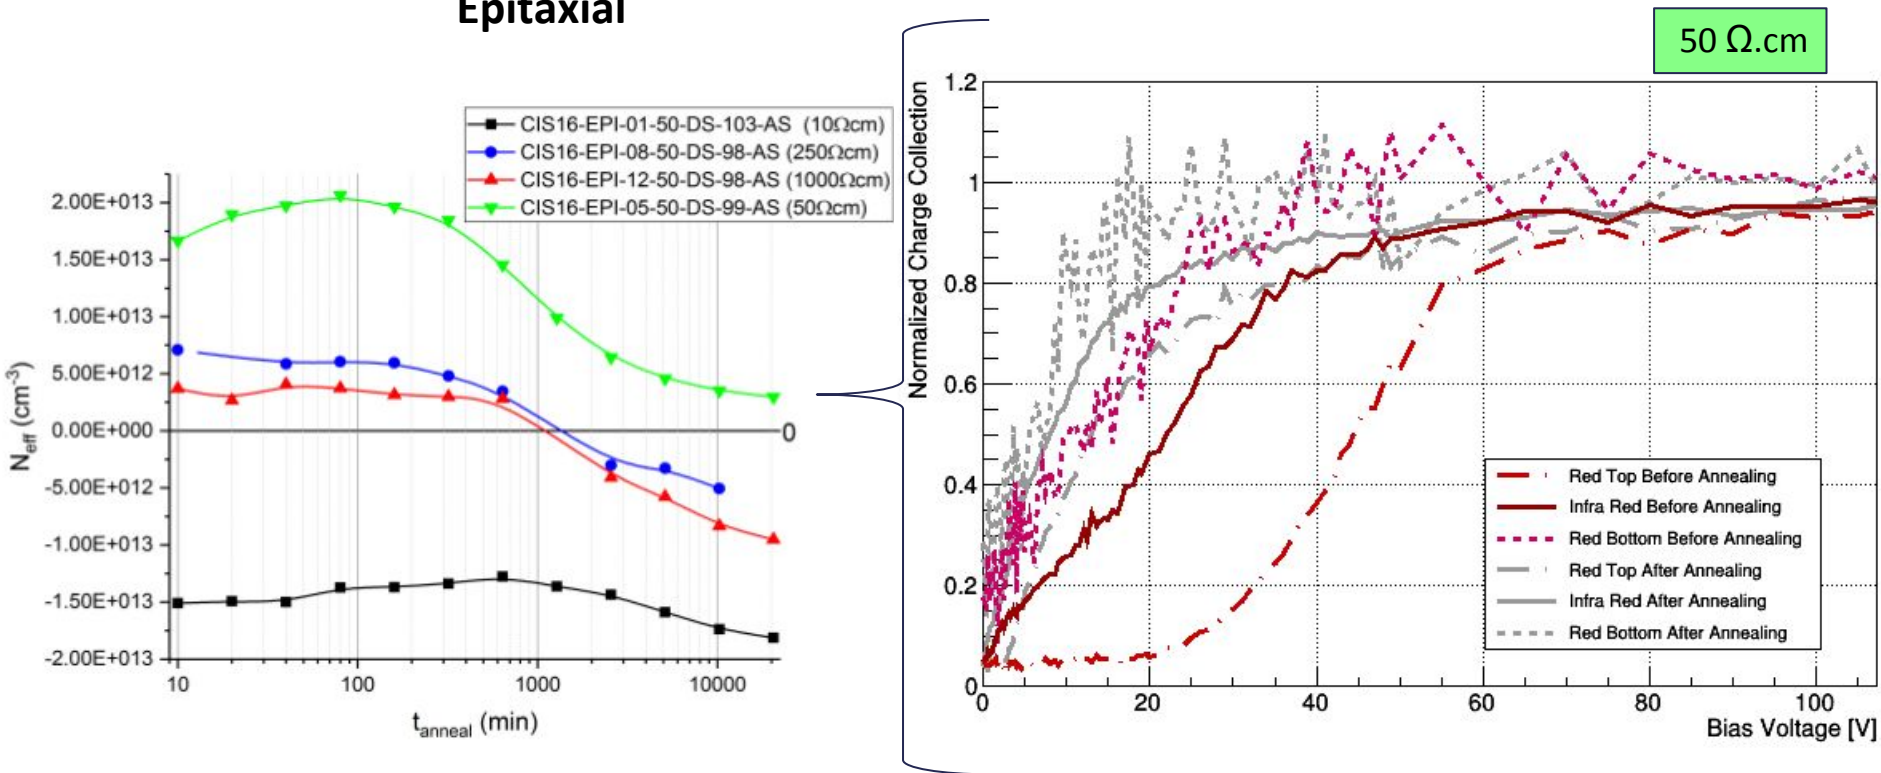 Epitaxial
50 Ω.cm
CIS16-EPI-01-50-DS-103-AS (10Ωcm)
CIS16-EPI-08-50-DS-98-AS (250Ωcm)
CIS16-EPI-12-50-DS-98-AS (1000Ωcm)
CIS16-EPI-05-50-DS-99-AS (50Ωcm)
2.00E+013
1.50E+013
1.00E+013
5.00E+012
0.00E+000
-5.00E+012
-1.00E+013
-1.50E+013
-2.00E+013
0
Neff (cm-3)
10
100
1000
10000
tanneal (min)
Normalized Charge Collection
1.2
1
0.8
0.6
0.4
0.2
0
Red Top Before Annealing
Infra Red Before Annealing
Red Bottom Before Annealing
Red Top After Annealing
Infra Red After Annealing
Red Bottom After Annealing
0
20
40
60
80
100
Bias Voltage [V]